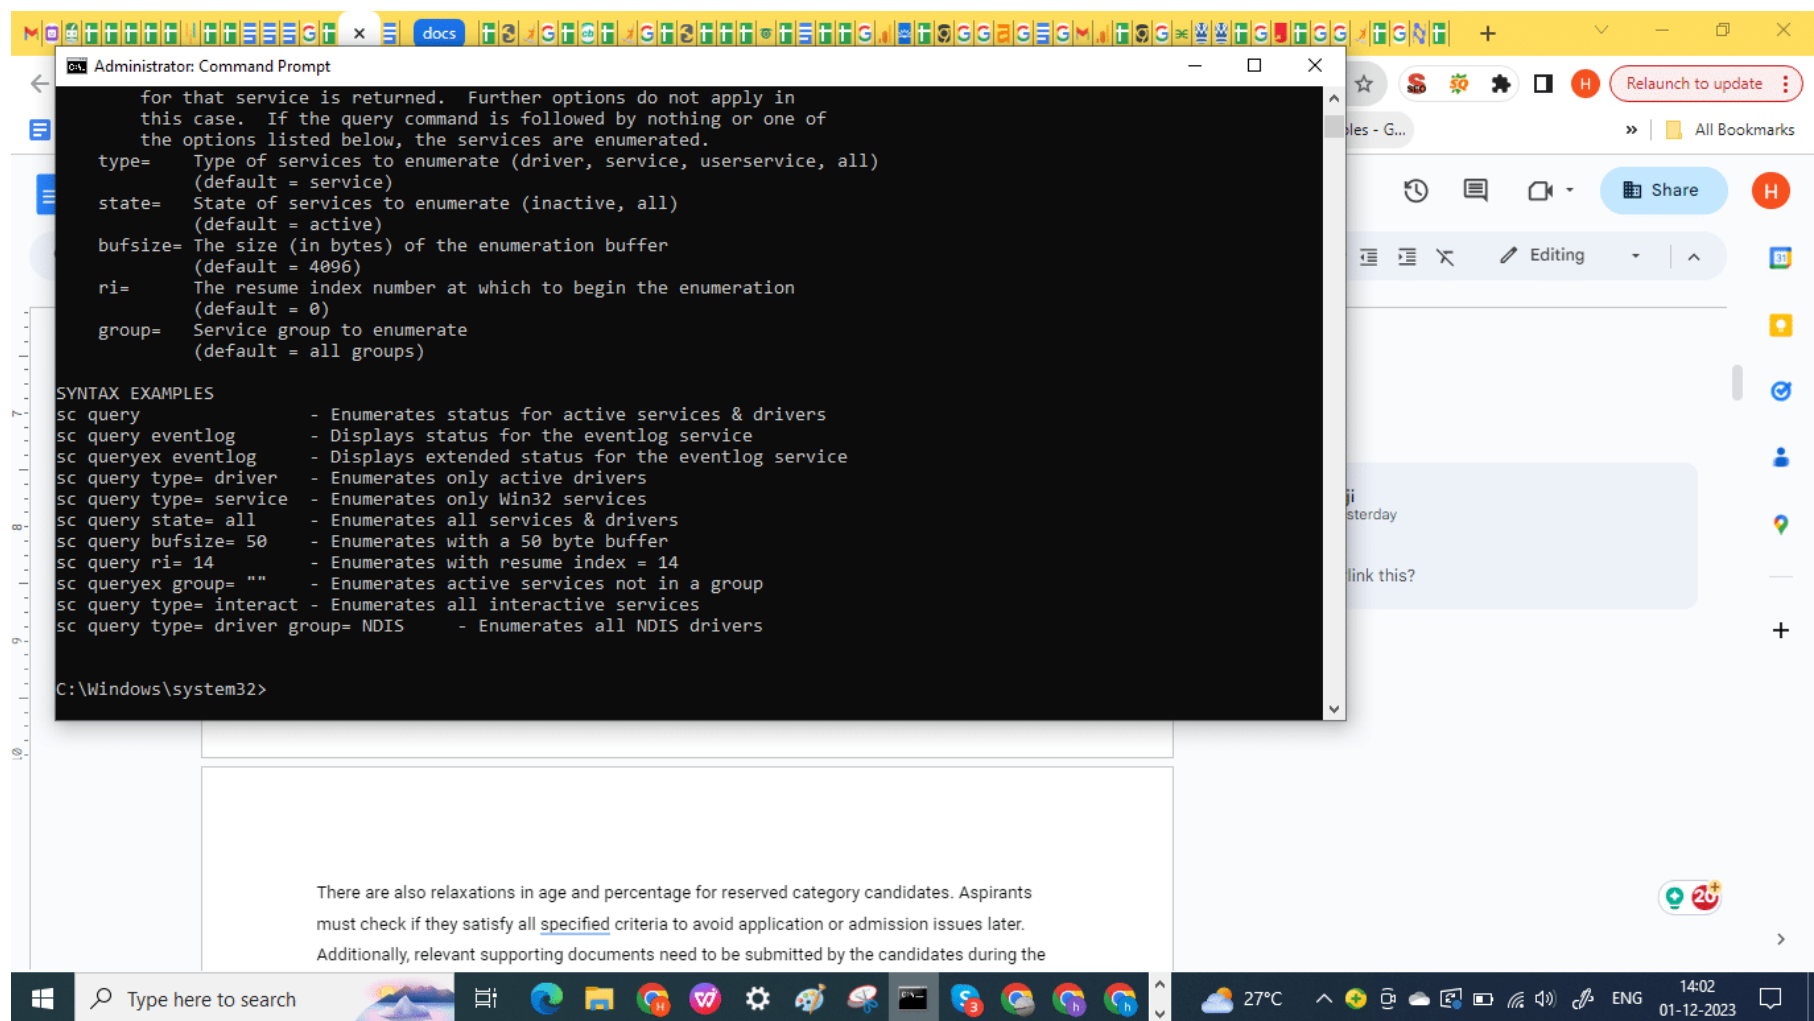 docs
Administrator: Command Prompt
Relaunch to update
ples - G...
All Bookmarks
for that service is returned.  Further options do not apply in
this case.  If the query command is followed by nothing or one of
the options listed below, the services are enumerated.
type=    Type of services to enumerate (driver, service, userservice, all)
(default = service)
state=   State of services to enumerate (inactive, all)
(default = active)
bufsize= The size (in bytes) of the enumeration buffer
(default = 4096)
ri=      The resume index number at which to begin the enumeration
(default = 0)
group=   Service group to enumerate
(default = all groups)
SYNTAX EXAMPLES
sc query                - Enumerates status for active services & drivers
sc query eventlog       - Displays status for the eventlog service
sc queryex eventlog     - Displays extended status for the eventlog service
sc query type= driver   - Enumerates only active drivers
sc query type= service  - Enumerates only Win32 services
sc query state= all     - Enumerates all services & drivers
sc query bufsize= 50    - Enumerates with a 50 byte buffer
sc query ri= 14         - Enumerates with resume index = 14
sc queryex group= ""    - Enumerates active services not in a group
sc query type= interact - Enumerates all interactive services
sc query type= driver group= NDIS     - Enumerates all NDIS drivers
C:\Windows\system32>
Share
H
Editing
ji
sterday
link this?
There are also relaxations in age and percentage for reserved category candidates. Aspirants
must check if they satisfy all specified criteria to avoid application or admission issues later.
Additionally, relevant supporting documents need to be submitted by the candidates during the
Type here to search
27°C
ENG
14:02
01-12-2023